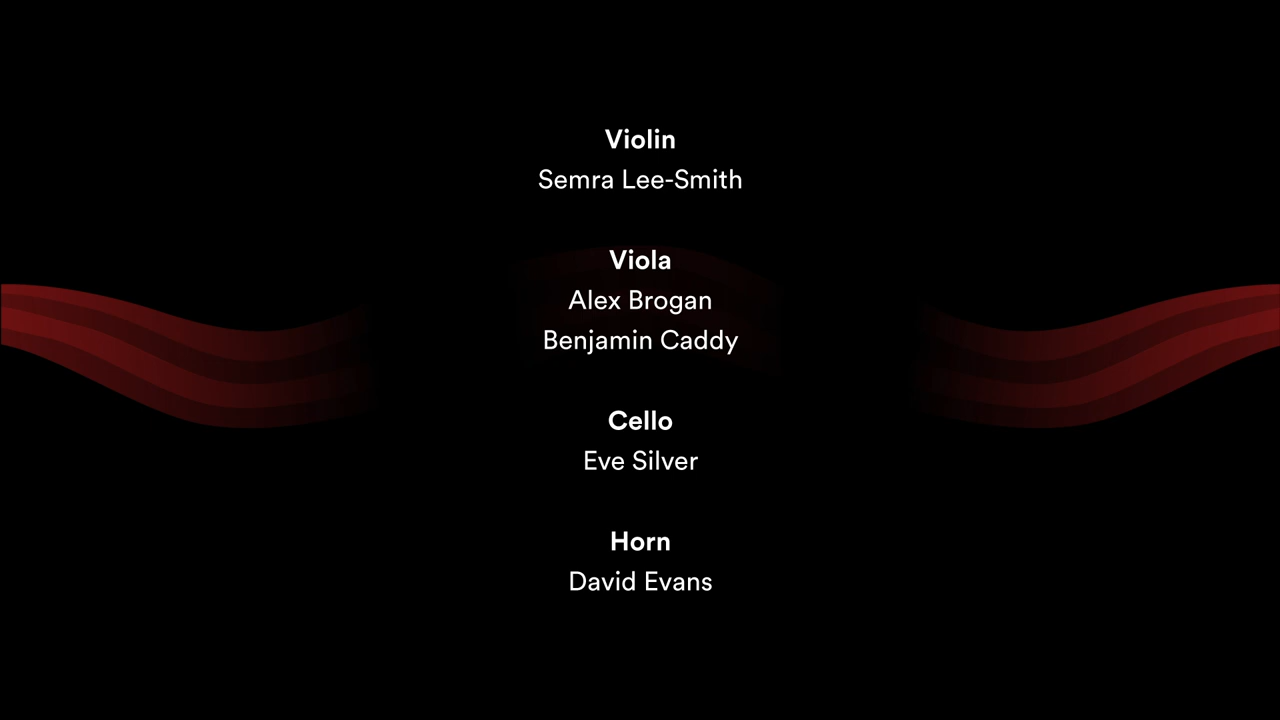 Violin
Semra Lee-Smith
Viola
Alex Brogan
Benjamin Caddy
Cello
Eve Silver
Horn
David Evans